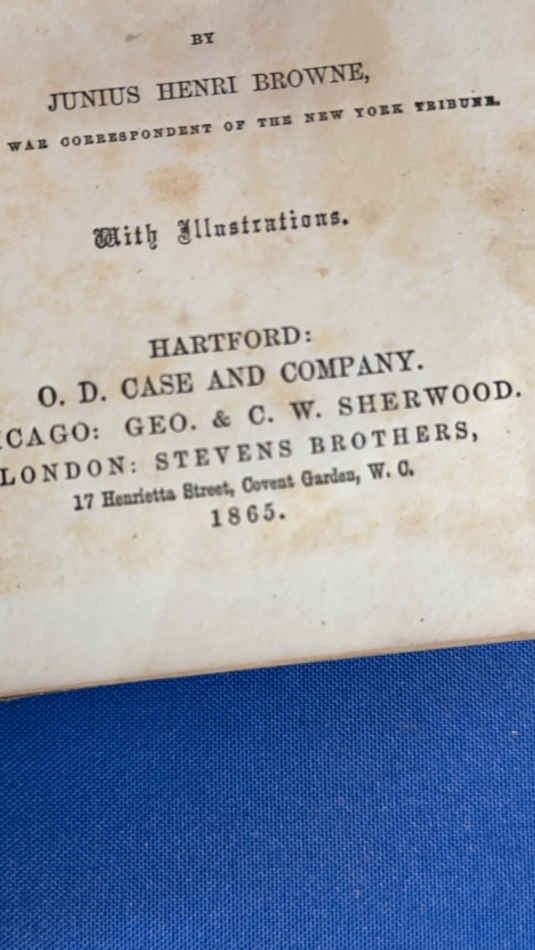 BY
JUNIUS HENRI BROWNE,
WAR CORRESPONDENT OF THE NEW YORK TRIBUNE.
With Illustrations.
HARTFORD:
O. D. CASE AND COMPANY.
ICAGO: GEO. & C. W. SHERWOOD.
LONDON: STEVENS BROTHERS,
17 Henrietta Street, Covent Garden, W. C.
1865.